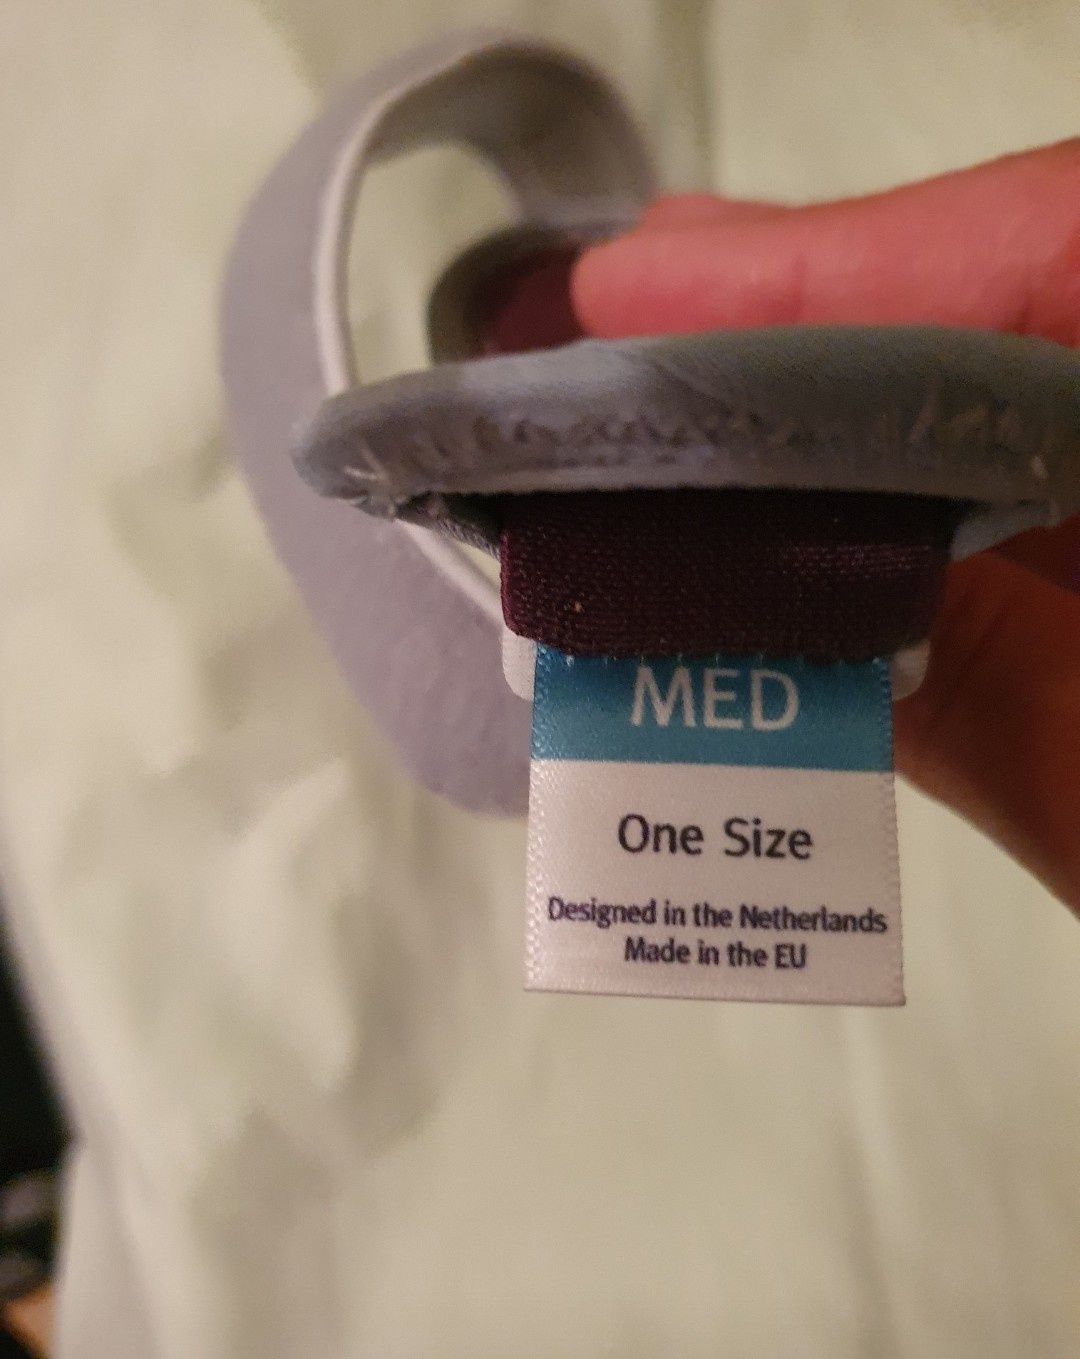 MED
One Size
Designed in the Netherlands
Made in the EU